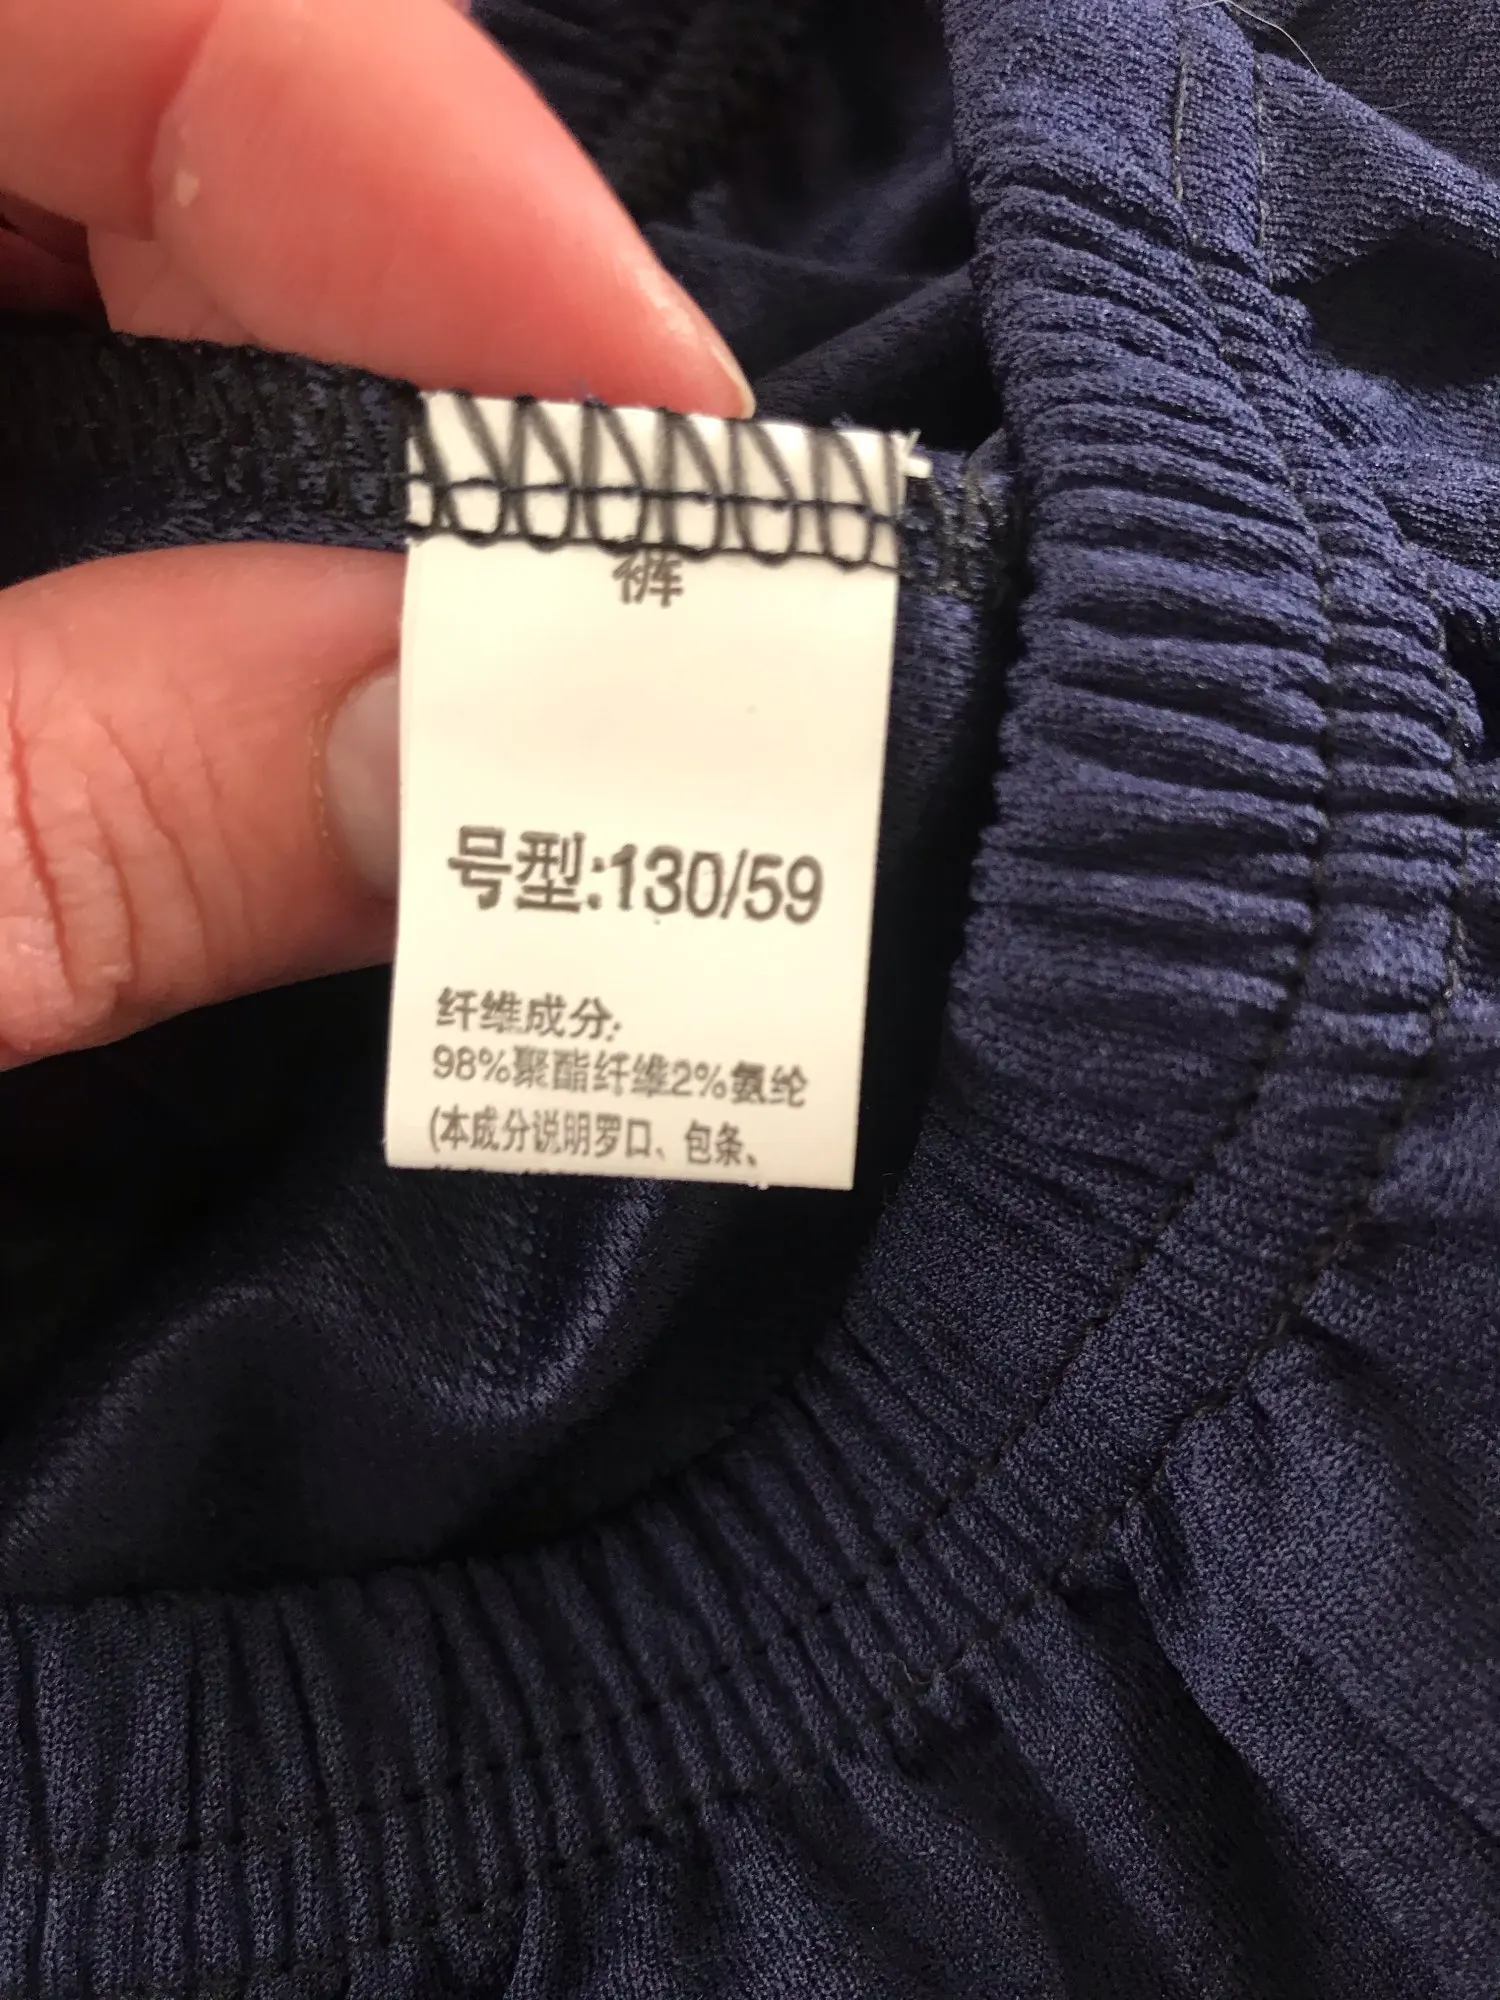 裤
号型:130/59
纤维成分:
98%聚酯纤维2%氨纶
(本成分说明罗口、包条、